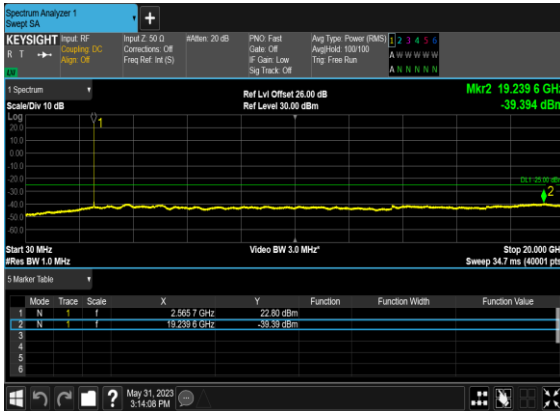 Spectrum Analyzer 1
Swept SA
KEYSIGHT
R T
LW
Input: RF
Coupling: DC
Align: Off
Input Z: 50 Ω
Corrections: Off
Freq Ref: Int (S)
#Atten: 20 dB
PNO: Fast
Gate: Off
IF Gain: Low
Sig Track: Off
Avg Type: Power (RMS)
Avg|Hold: 100/100
Trig: Free Run
1 2 3 4 5 6
A W W W W W
A N N N N N
1 Spectrum
Scale/Div 10 dB
Ref Lvl Offset 26.00 dB
Ref Level 30.00 dBm
Mkr2 19.239 6 GHz
-39.394 dBm
Log
20.0
10.0
0.00
-10.0
-20.0
-30.0
-40.0
-50.0
-60.0
1
DL1 -25.00 dBm
2
Start 30 MHz
#Res BW 1.0 MHz
Video BW 3.0 MHz*
Stop 20.000 GHz
Sweep 34.7 ms (40001 pts)
5 Marker Table
Mode Trace Scale X Y Function Function Width Function Value
1 N 1 f 2.565 7 GHz 22.80 dBm
2 N 1 f 19.239 6 GHz -39.39 dBm
3
4
5
6
?
May 31, 2023
3:14:08 PM